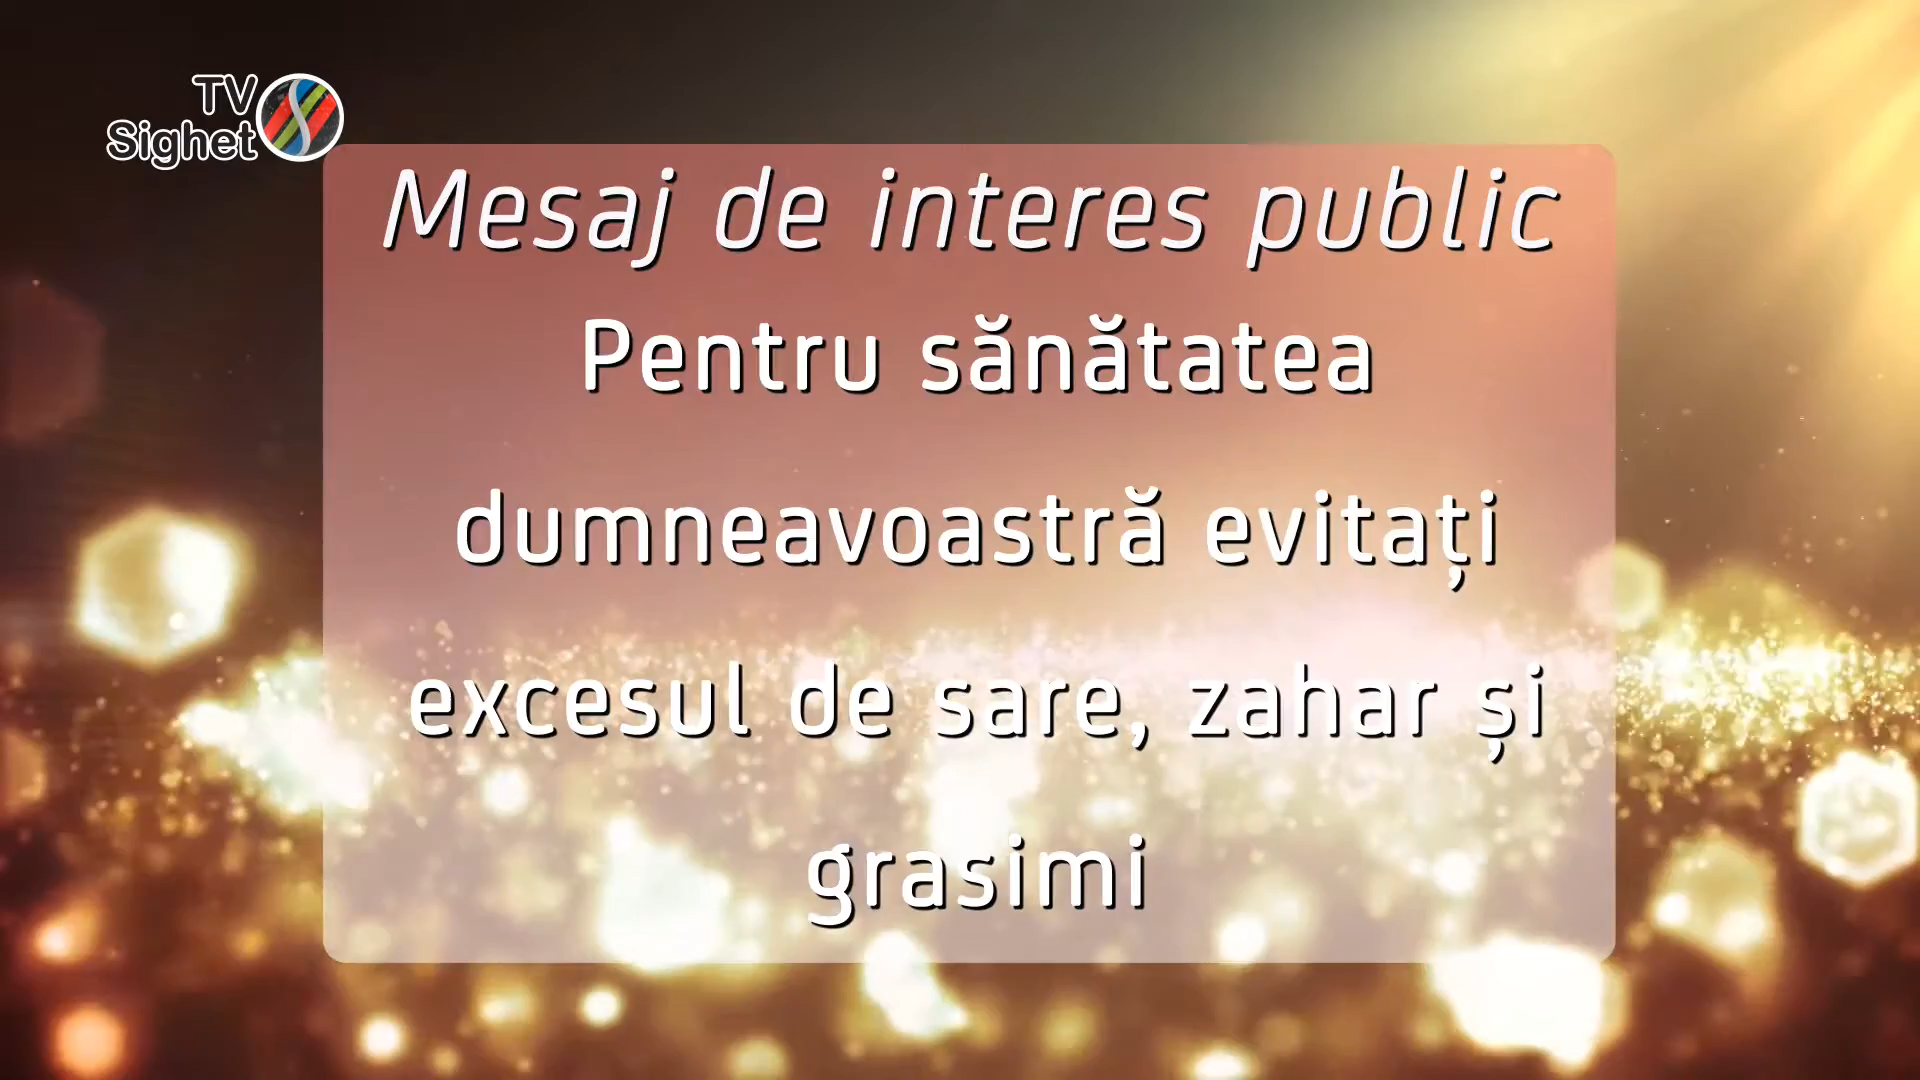 TV
Sighet
Mesaj de interes public
Pentru sănătatea
dumneavoastră evitați
excesul de sare, zahar și
grasimi